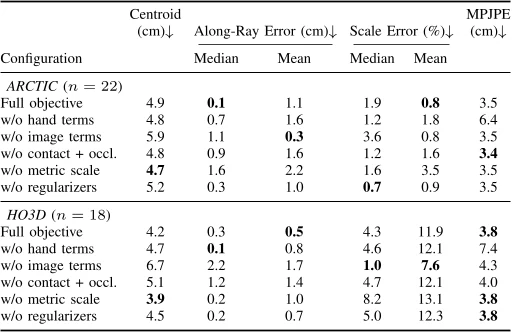 Centroid Along-Ray Error (cm)↓ Scale Error (%)↓ MPJPE
(cm)↓ (cm)↓
Configuration Median Mean Median Mean
ARCTIC (n = 22)
Full objective 4.9 0.1 1.1 1.9 0.8 3.5
w/o hand terms 4.8 0.7 1.6 1.2 1.8 6.4
w/o image terms 5.9 1.1 0.3 3.6 0.8 3.5
w/o contact + occl. 4.8 0.9 1.6 1.2 1.6 3.4
w/o metric scale 4.7 1.6 2.2 1.6 3.5 3.5
w/o regularizers 5.2 0.3 1.0 0.7 0.9 3.5
HO3D (n = 18)
Full objective 4.2 0.3 0.5 4.3 11.9 3.8
w/o hand terms 4.7 0.1 0.8 4.6 12.1 7.4
w/o image terms 6.7 2.2 1.7 1.0 7.6 4.3
w/o contact + occl. 5.1 1.2 1.4 4.7 12.1 4.0
w/o metric scale 3.9 0.2 1.0 8.2 13.1 3.8
w/o regularizers 4.5 0.2 0.7 5.0 12.3 3.8